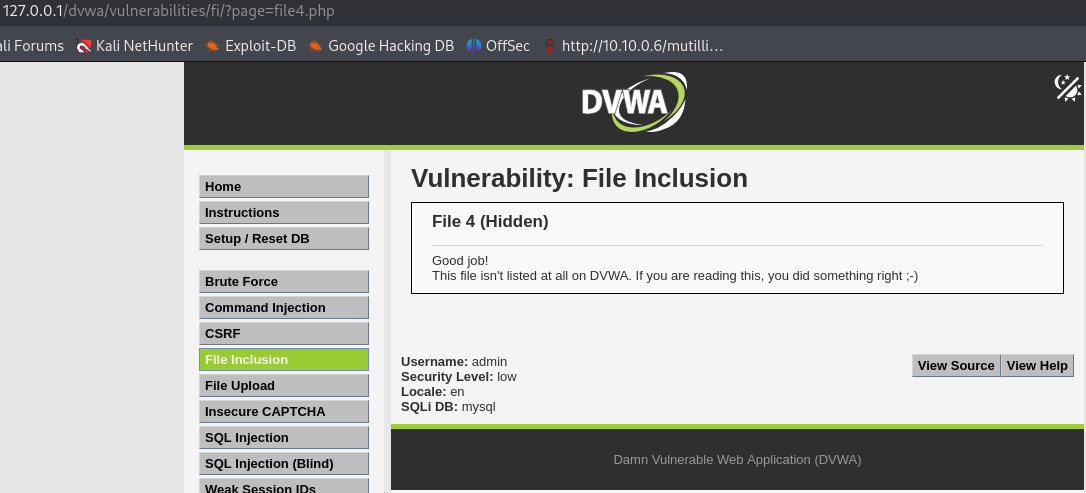 127.0.0.1/dvwa/vulnerabilities/fi/?page=file4.php
ali Forums Kali NetHunter Exploit-DB Google Hacking DB OffSec http://10.10.0.6/mutilli…
DVWA
Home
Instructions
Setup / Reset DB
Brute Force
Command Injection
CSRF
File Inclusion
File Upload
Insecure CAPTCHA
SQL Injection
SQL Injection (Blind)
Weak Session IDs
Vulnerability: File Inclusion
File 4 (Hidden)
Good job!
This file isn't listed at all on DVWA. If you are reading this, you did something right ;-)
Username: admin
Security Level: low
Locale: en
SQLi DB: mysql
View Source View Help
Damn Vulnerable Web Application (DVWA)